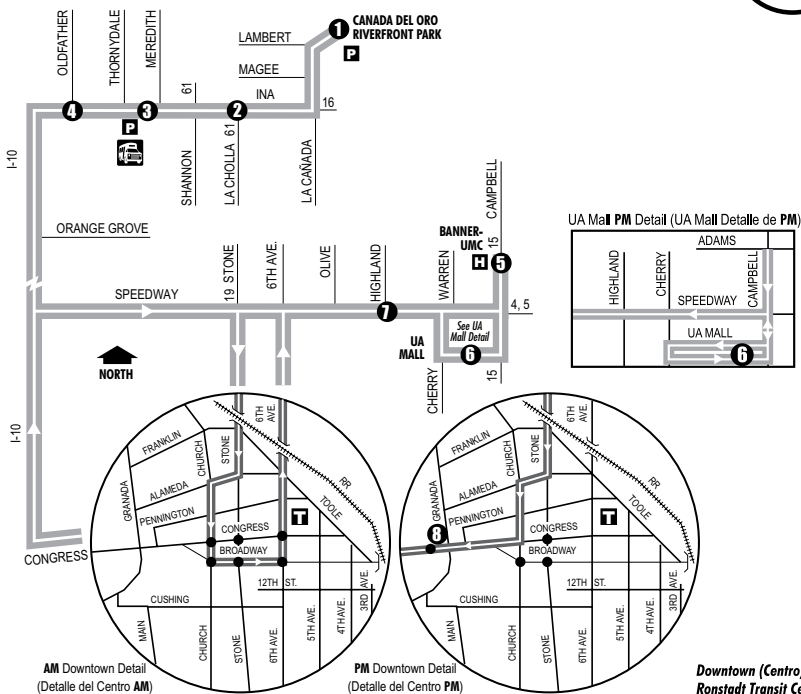 OLDFATHER
THORNYDALE
MEREDITH
LAMBERT
MAGEE
INA
1
CANADA DEL ORO
RIVERFRONT PARK
P
61
16
4
3
2
P
SHANNON
LA CHOLLA 61
LA CAÑADA
I-10
ORANGE GROVE
SPEEDWAY
19 STONE
6TH AVE.
OLIVE
HIGHLAND
WARREN
BANNER-
UMC
H
5
15 CAMPBELL
4, 5
7
UA
MALL
See UA
Mall Detail
6
CHERRY
15
NORTH
I-10
CONGRESS
UA Mall PM Detail (UA Mall Detalle de PM)
ADAMS
HIGHLAND
CHERRY
CAMPBELL
SPEEDWAY
UA MALL
6
6TH
AVE.
FRANKLIN
CHURCH
STONE
RR
GRANADA
ALAMEDA
TOOLE
PENNINGTON
T
CONGRESS
BROADWAY
12TH ST.
CUSHING
MAIN
CHURCH
STONE
6TH AVE.
5TH AVE.
4TH AVE.
3RD AVE.
AM Downtown Detail
(Detalle del Centro AM)
6TH
AVE.
FRANKLIN
CHURCH
STONE
RR
GRANADA
ALAMEDA
TOOLE
PENNINGTON
T
8
CONGRESS
BROADWAY
12TH ST.
CUSHING
MAIN
CHURCH
STONE
6TH AVE.
5TH AVE.
4TH AVE.
3RD AVE.
PM Downtown Detail
(Detalle del Centro PM)
Downtown (Centro)
Ronstadt Transit C